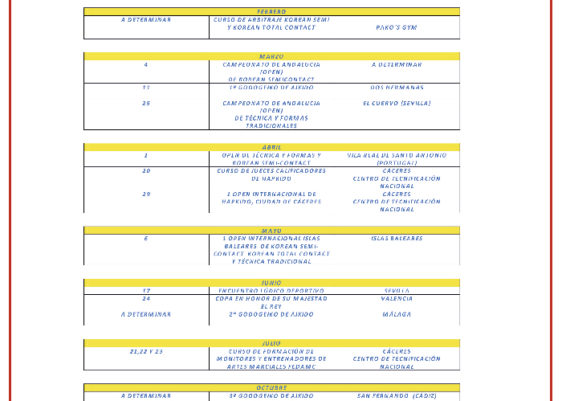 FEBRERO
A DETERMINAR CURSO DE ARBITRAJE KOREAN SEMI
Y KOREAN TOTAL CONTACT PAKO'S GYM
MARZO
4 CAMPEONATO DE ANDALUCIA A DETERMINAR
(OPEN)
DE KOREAN SEMICONTACT
11 1º GODOGEIKO DE AIKIDO DOS HERMANAS
26 CAMPEONATO DE ANDALUCIA EL CUERVO (SEVILLA)
(OPEN)
DE TÉCNICA Y FORMAS
TRADICIONALES
ABRIL
1 OPEN DE TÉCNICA Y FORMAS Y VILA REAL DE SANTO ANTONIO
KOREAN SEMI-CONTACT (PORTUGAL)
20 CURSO DE JUECES CALIFICADORES CÁCERES
DE HAPKIDO CENTRO DE TECNIFICACIÓN
NACIONAL
29 I OPEN INTERNACIONAL DE CÁCERES
HAPKIDO, CIUDAD DE CÁCERES CENTRO DE TECNIFICACIÓN
NACIONAL
MAYO
6 OPEN INTERNACIONAL ISLAS ISLAS BALEARES
BALEARES DE KOREAN SEMI-
CONTACT KOREAN TOTAL CONTACT
Y TÉCNICA TRADICIONAL
JUNIO
17 ENCUENTRO LÚDICO DEPORTIVO SEVILLA
24 COPA EN HONOR DE SU MAJESTAD VALENCIA
EL REY
A DETERMINAR 2º GODOGEIKO DE AIKIDO MÁLAGA
JULIO
21,22 Y 23 CURSO DE FORMACIÓN DE CÁCERES
MONITORES Y ENTRENADORES DE CENTRO DE TECNIFICACIÓN
ARTES MARCIALES FEDAMC NACIONAL
OCTUBRE
A DETERMINAR 3º GODOGEIKO DE AIKIDO SAN FERNANDO (CÁDIZ)